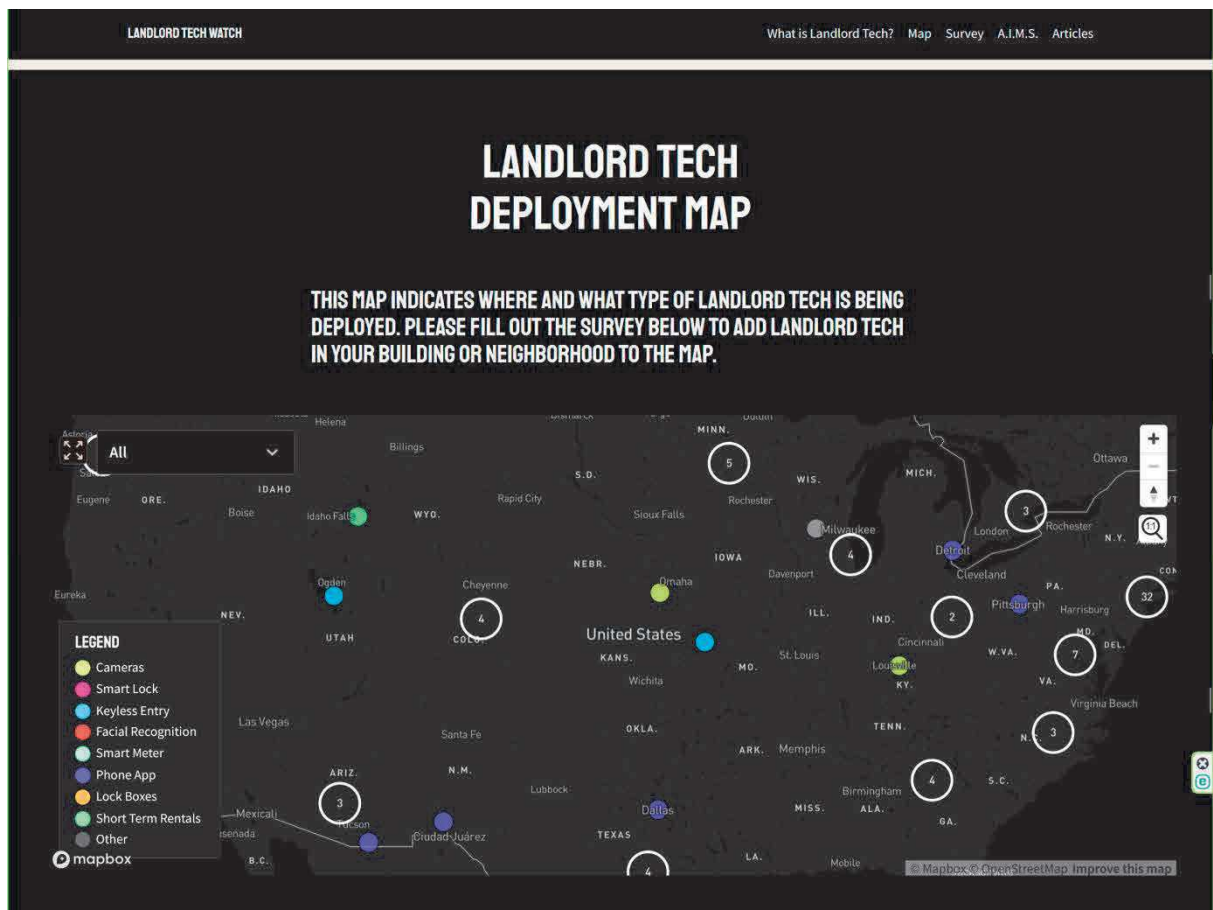 LANDLORD TECH WATCH
What is Landlord Tech? Map Survey A.I.M.S. Articles
LANDLORD TECH
DEPLOYMENT MAP
THIS MAP INDICATES WHERE AND WHAT TYPE OF LANDLORD TECH IS BEING
DEPLOYED. PLEASE FILL OUT THE SURVEY BELOW TO ADD LANDLORD TECH
IN YOUR BUILDING OR NEIGHBORHOOD TO THE MAP.
Helena
MINN.
Astoria
All
Billings
5
Ottawa
S.D.
WIS.
MICH.
IDAHO
Eugene ORE.
Rapid City
Rochester
3
Boise
Idaho Falls
WYO.
Sioux Falls
London
Rochester
Milwaukee
N.Y.
4
Detroit
IOWA
NEBR.
Davenport
Cleveland
CON
Ogden
Cheyenne
Omaha
PA.
Eureka
32
Pittsburgh
Harrisburg
NEV.
4
ILL.
IND.
2
MD.
UTAH
COLO.
United States
Cincinnati
DEL.
LEGEND
KANS.
MO.
St. Louis
W.VA.
7
Cameras
Louisville
Smart Lock
Wichita
KY.
VA.
Keyless Entry
Virginia Beach
Las Vegas
Facial Recognition
Santa Fe
OKLA.
TENN.
N.C.
3
Smart Meter
ARK.
Memphis
Phone App
ARIZ.
N.M.
4
S.C.
Lock Boxes
3
Lubbock
Birmingham
Short Term Rentals
Mexicali
Dallas
MISS.
ALA.
Tucson
GA.
Other
Ciudad Juárez
TEXAS
mapbox
B.C.
LA.
Mobile
4
© Mapbox © OpenStreetMap Improve this map